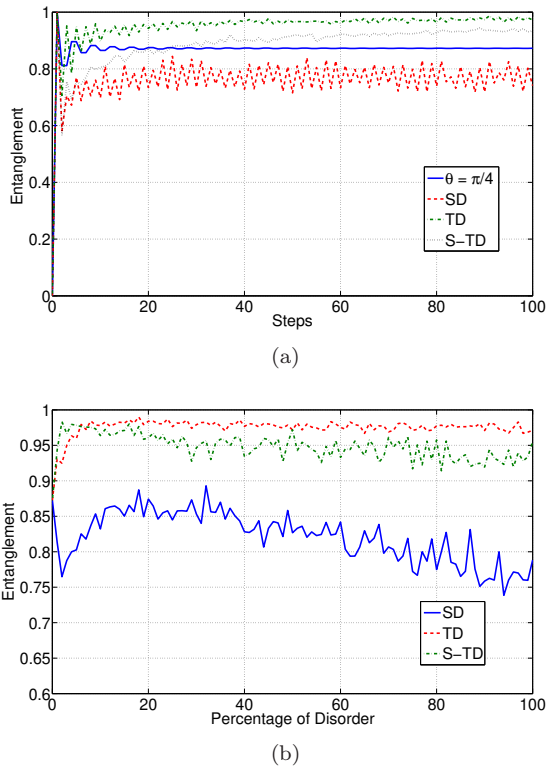 1
0.8
0.6
0.4
0.2
0
Entanglement
θ = π/4
SD
TD
S−TD
0 20 40 60 80 100
Steps
(a)
1
0.95
0.9
0.85
0.8
0.75
0.7
0.65
0.6
Entanglement
SD
TD
S−TD
0 20 40 60 80 100
Percentage of Disorder
(b)